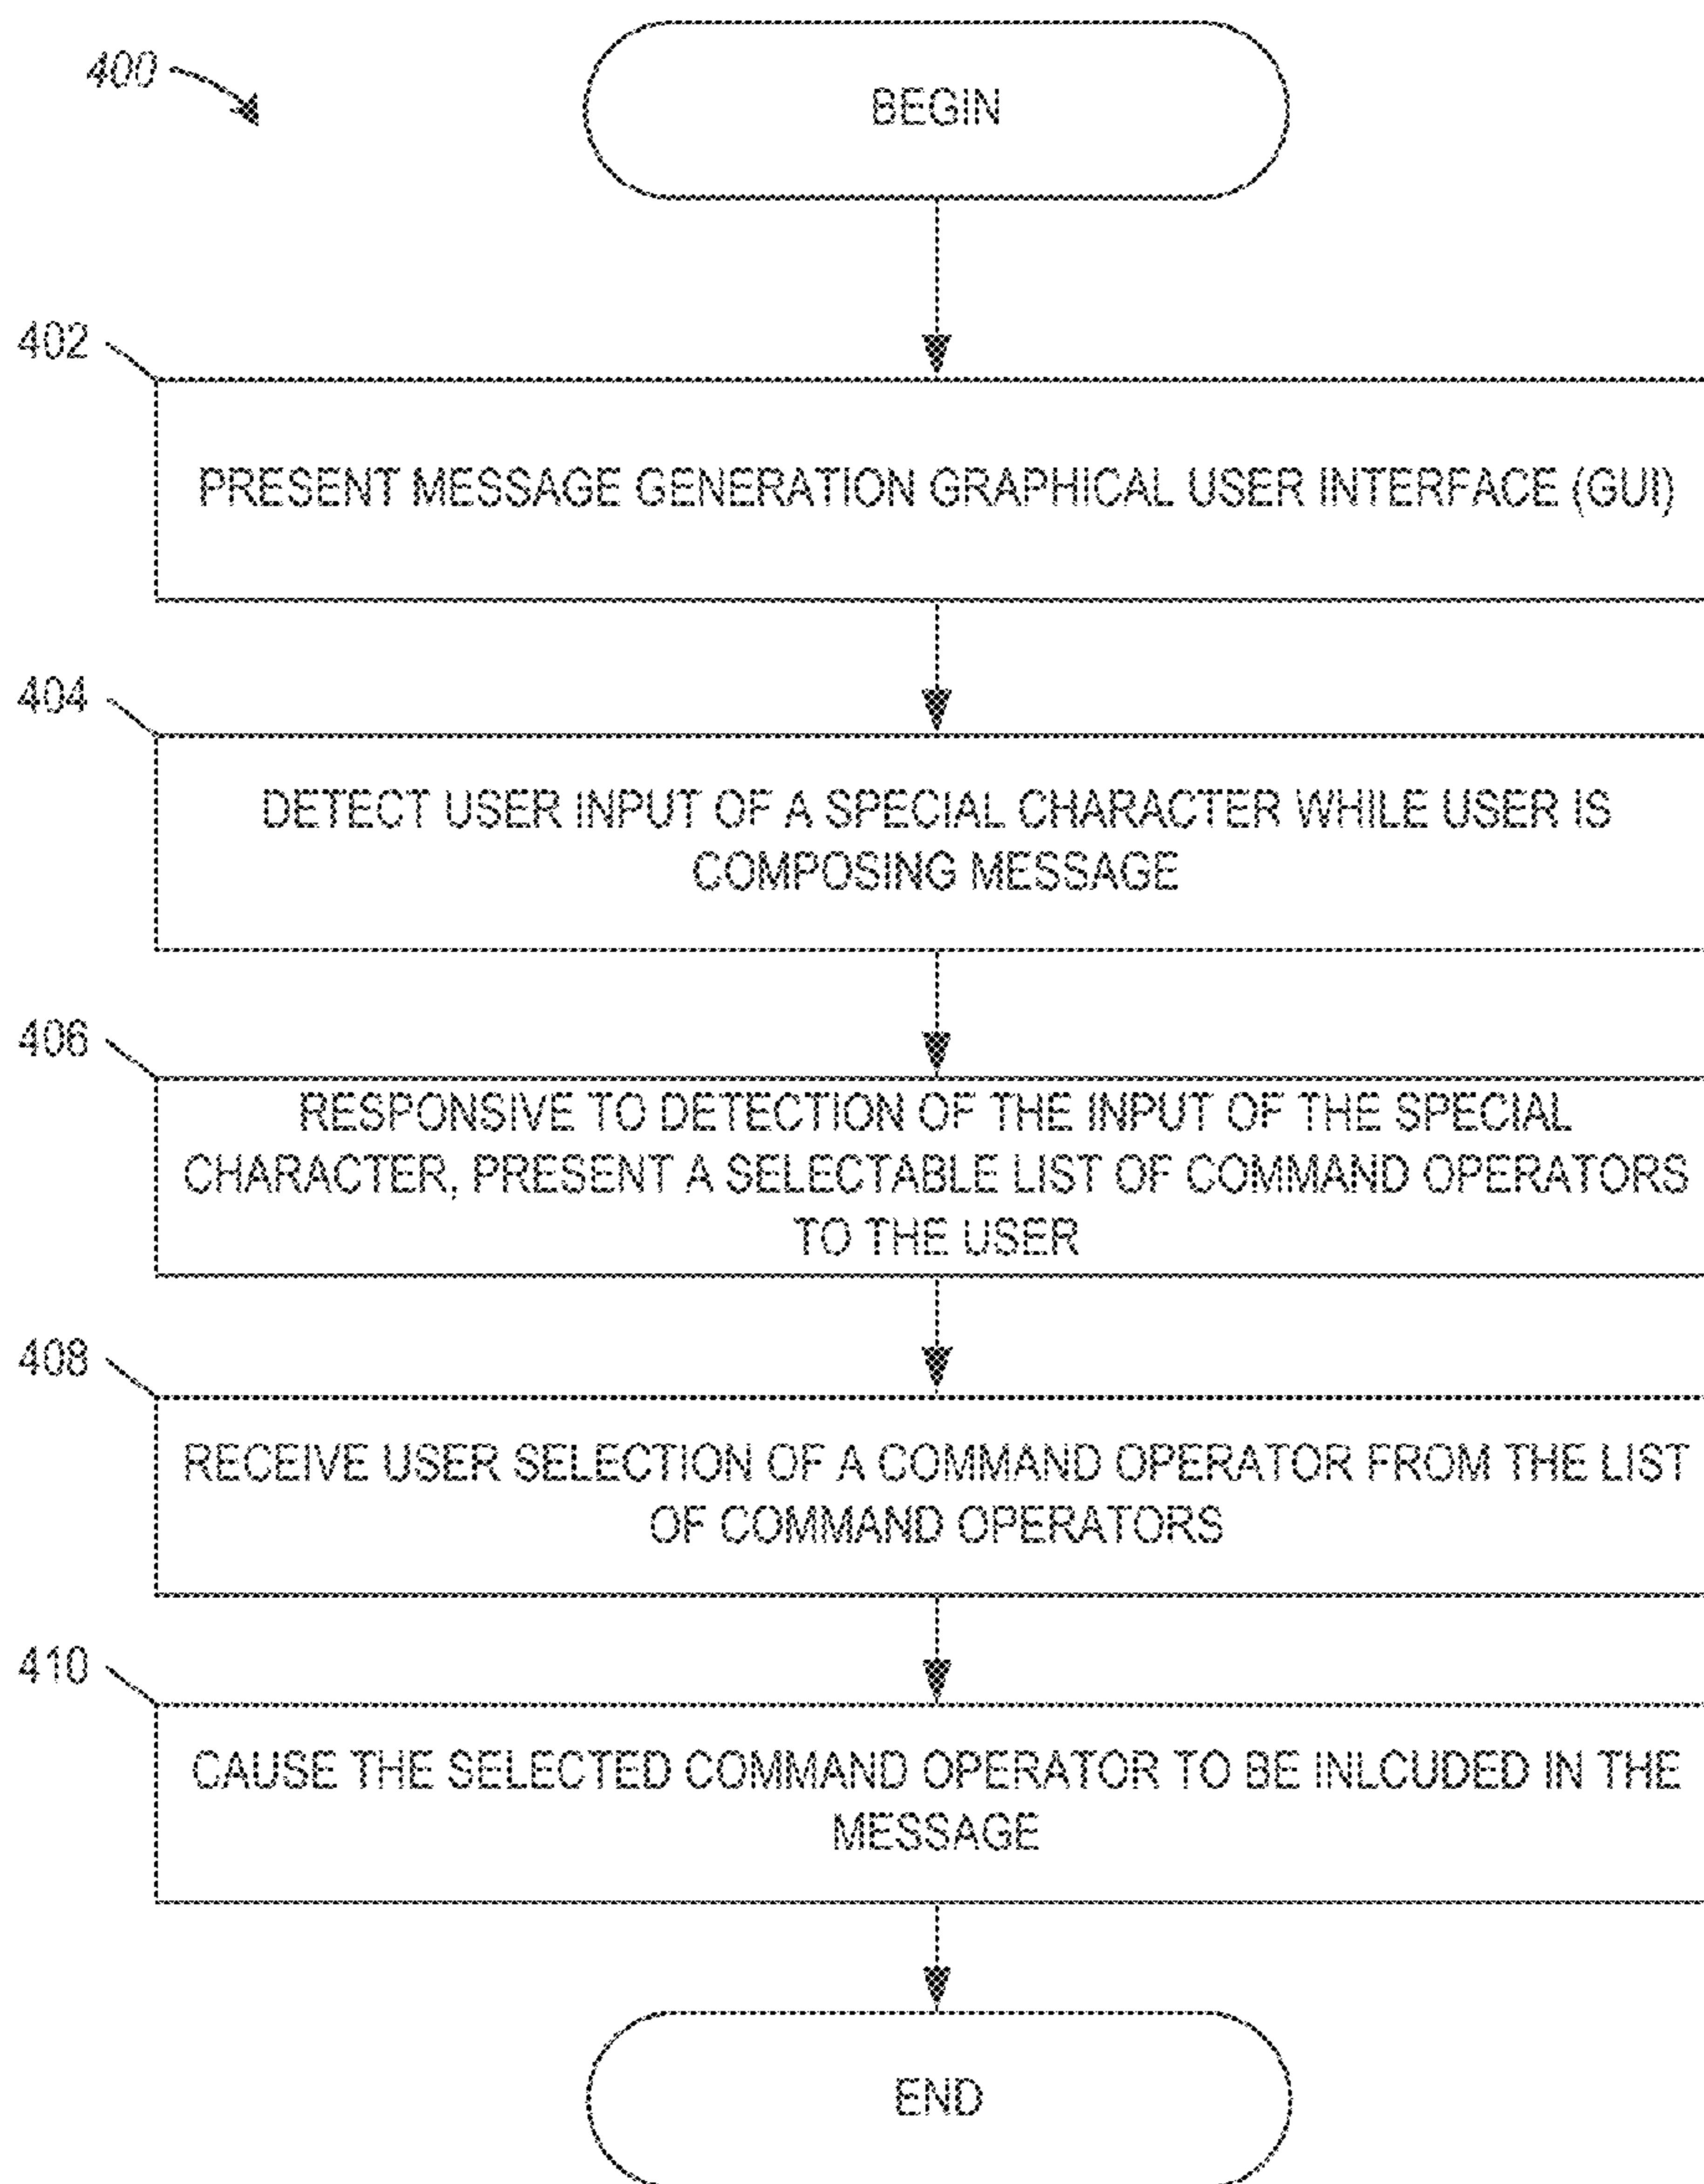 400
BEGIN
402
PRESENT MESSAGE GENERATION GRAPHICAL USER INTERFACE (GUI)
404
DETECT USER INPUT OF A SPECIAL CHARACTER WHILE USER IS
COMPOSING MESSAGE
406
RESPONSIVE TO DETECTION OF THE INPUT OF THE SPECIAL
CHARACTER, PRESENT A SELECTABLE LIST OF COMMAND OPERATORS
TO THE USER
408
RECEIVE USER SELECTION OF A COMMAND OPERATOR FROM THE LIST
OF COMMAND OPERATORS
410
CAUSE THE SELECTED COMMAND OPERATOR TO BE INLCUDED IN THE
MESSAGE
END